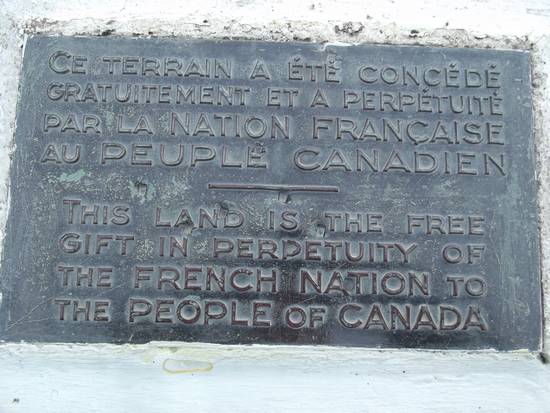 CE TERRAIN A ÉTÉ CONCÉDÉ
GRATUITEMENT ET A PERPÉTUITÉ
PAR LA NATION FRANÇAISE
AU PEUPLE CANADIEN
THIS LAND IS THE FREE
GIFT IN PERPETUITY OF
THE FRENCH NATION TO
THE PEOPLE OF CANADA